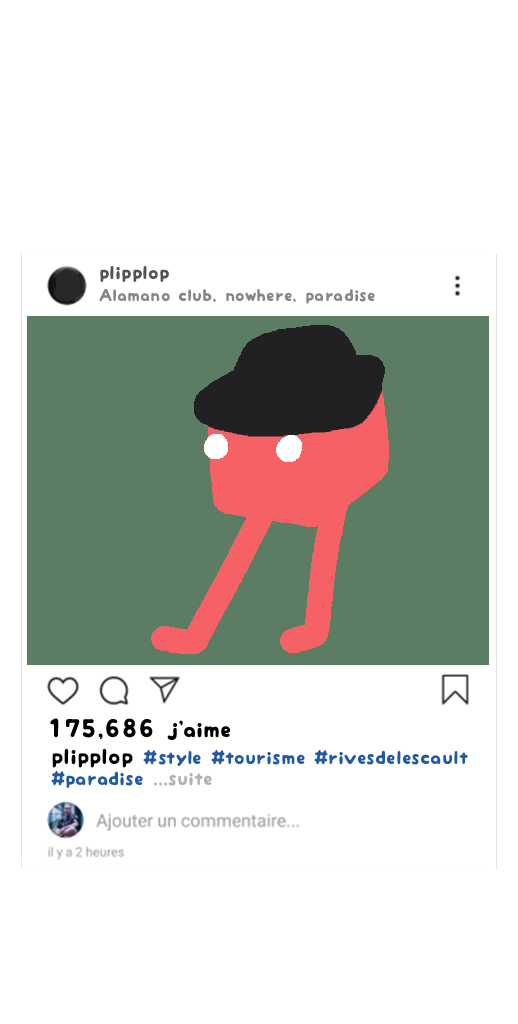 plipplop
Alamano club, nowhere, paradise
175,686 j'aime
plipplop #style #tourisme #rivesdelescault
#paradise ...suite
Ajouter un commentaire...
il y a 2 heures